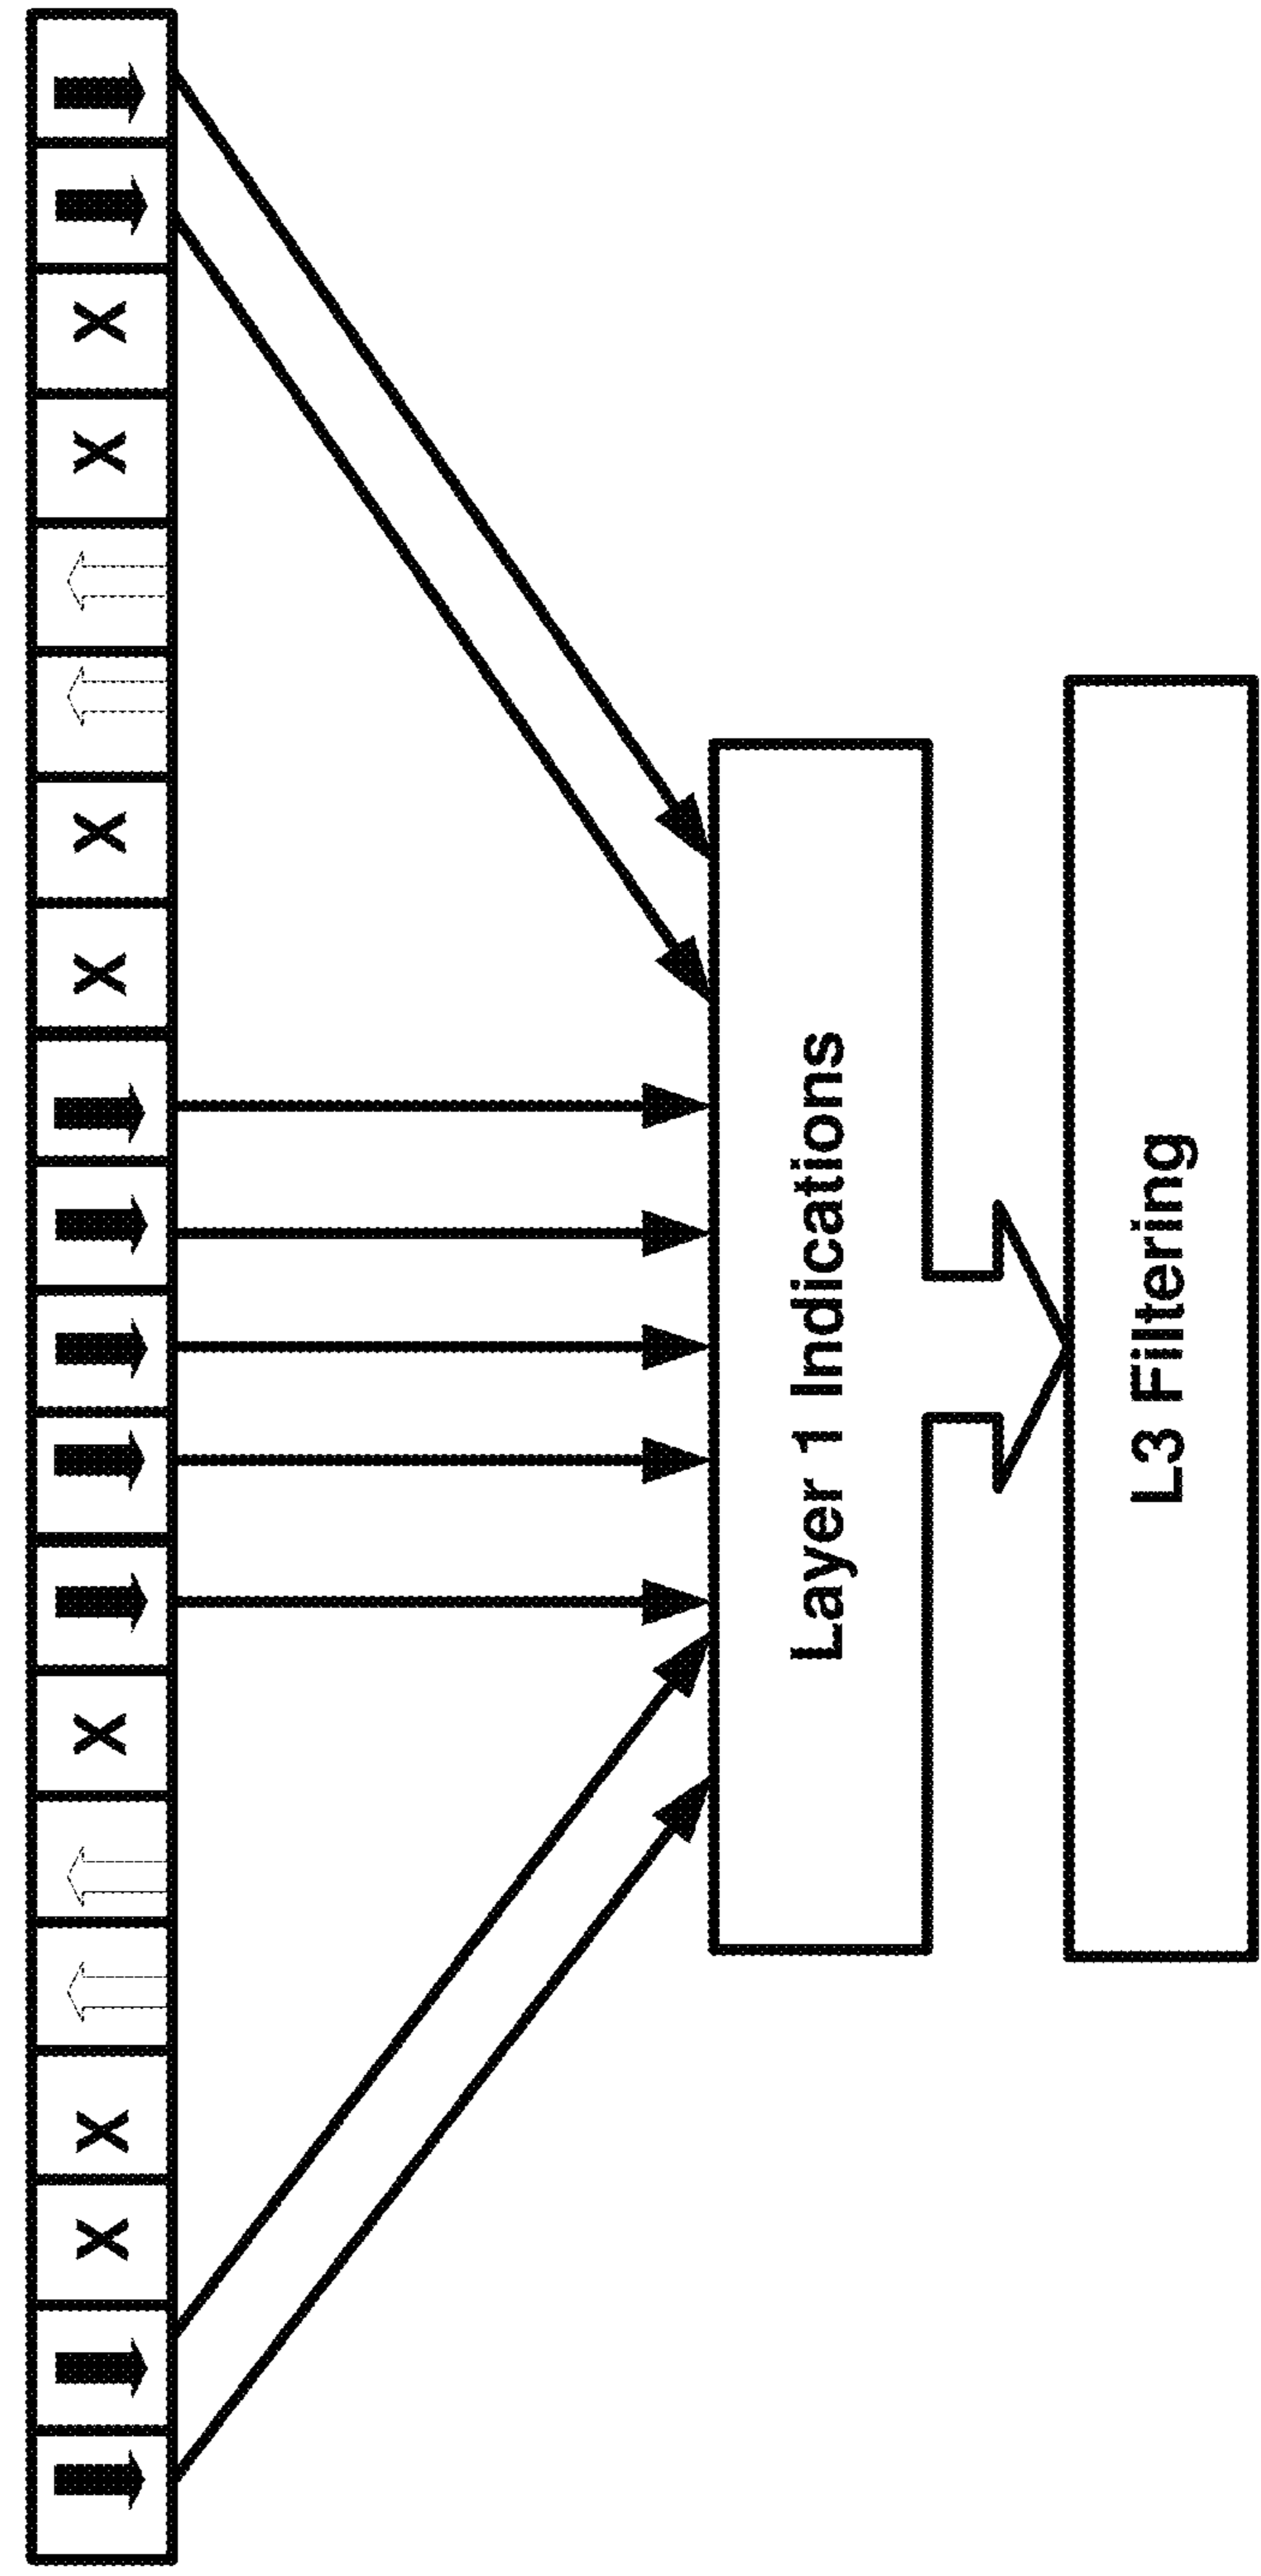 X X X X X X X
Layer 1 Indications
L3 Filtering